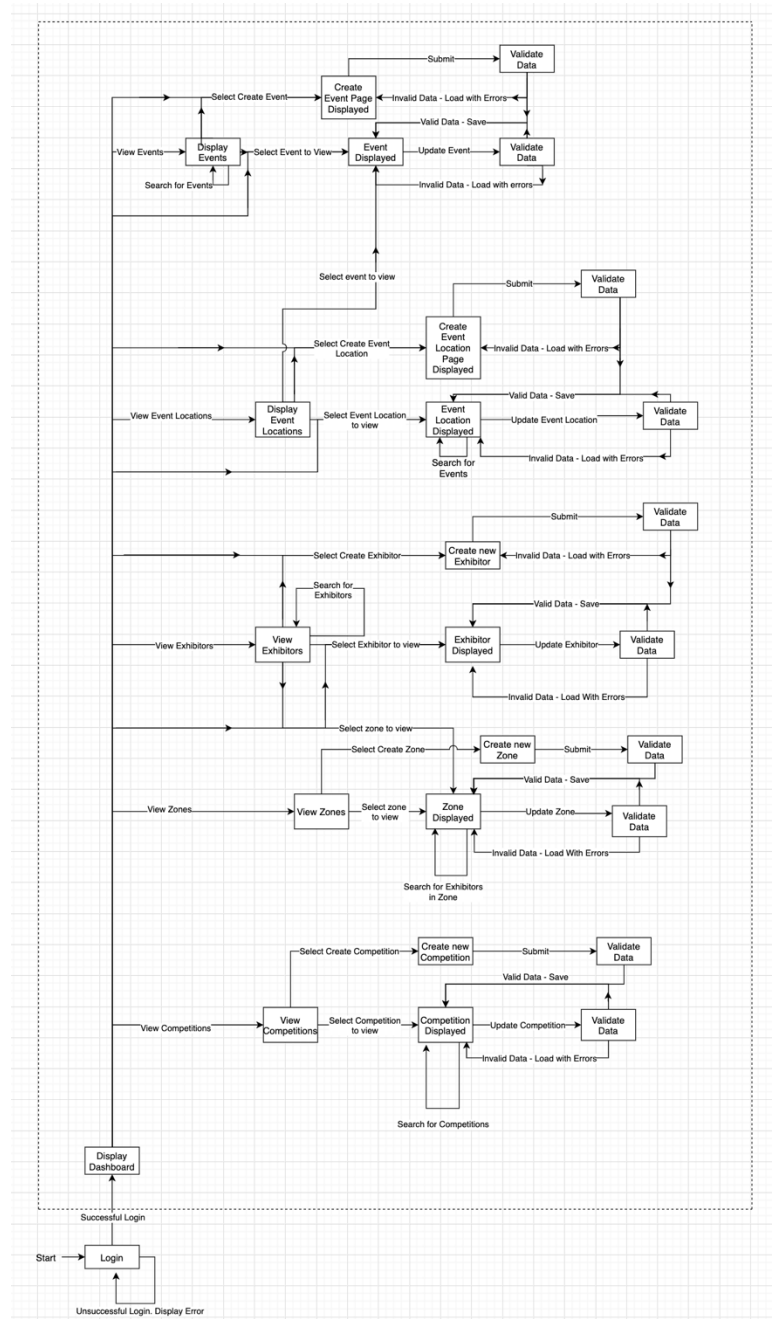 Submit
Validate
Data
Create
Event Page
Displayed
Select Create Event
Invalid Data - Load with Errors
Valid Data - Save
View Events
Display
Events
Select Event to View
Event
Displayed
Update Event
Validate
Data
Search for Events
Invalid Data - Load with errors
Select event to view
Submit
Validate
Data
Create
Event
Location
Page
Displayed
Select Create Event
Location
Invalid Data - Load with Errors
Valid Data - Save
View Event Locations
Display
Event
Locations
Select Event Location
to view
Event
Location
Displayed
Update Event Location
Validate
Data
Search for
Events
Invalid Data - Load with Errors
Submit
Validate
Data
Select Create Exhibitor
Create new
Exhibitor
Invalid Data - Load with Errors
Search for
Exhibitors
Valid Data - Save
View Exhibitors
View
Exhibitors
Select Exhibitor to view
Exhibitor
Displayed
Update Exhibitor
Validate
Data
Invalid Data - Load With Errors
Select zone to view
Select Create Zone
Create new
Zone
Submit
Validate
Data
Valid Data - Save
View Zones
View Zones
Select zone
to view
Zone
Displayed
Update Zone
Validate
Data
Invalid Data - Load With Errors
Search for Exhibitors
in Zone
Select Create Competition
Create new
Competition
Submit
Validate
Data
Valid Data - Save
View Competitions
View
Competitions
Select Competition
to view
Competition
Displayed
Update Competition
Validate
Data
Invalid Data - Load with Errors
Search for Competitions
Display
Dashboard
Successful Login
Start
Login
Unsuccessful Login. Display Error